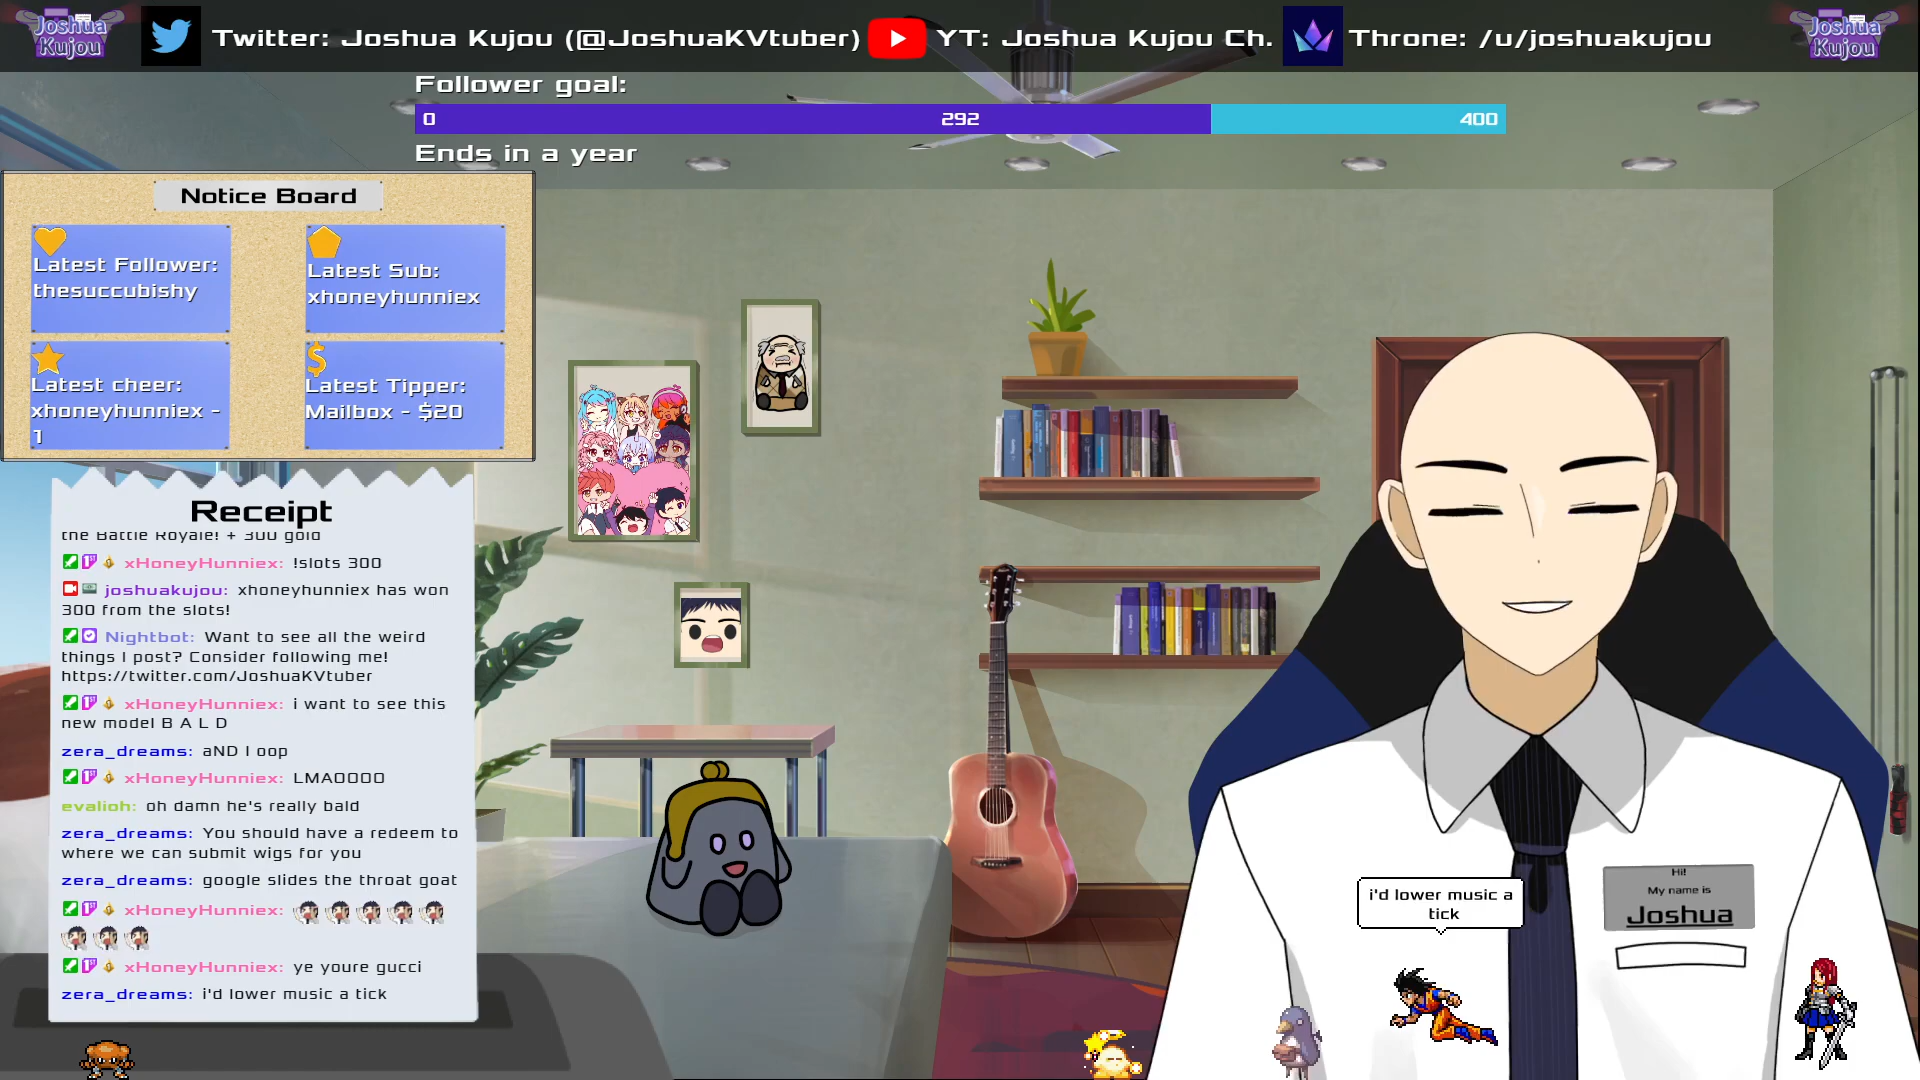 Joshua
Kujou
Twitter: Joshua Kujou (@JoshuaKVtuber)
YT: Joshua Kujou Ch.
Throne: /u/joshuakujou
Joshua
Kujou
Follower goal:
0
292
400
Ends in a year
Notice Board
Latest Follower:
thesuccubishy
Latest Sub:
xhoneyhunniex
Latest cheer:
xhoneyhunniex -
1
Latest Tipper:
Mailbox - $20
Receipt
the Battle Royale! + 300 gold
xHoneyHunniex: !slots 300
joshuakujou: xhoneyhunniex has won
300 from the slots!
Nightbot: Want to see all the weird
things I post? Consider following me!
https://twitter.com/JoshuaKVtuber
xHoneyHunniex: i want to see this
new model B A L D
zera_dreams: aND I oop
xHoneyHunniex: LMAOOOO
evalioh: oh damn he's really bald
zera_dreams: You should have a redeem to
where we can submit wigs for you
zera_dreams: google slides the throat goat
xHoneyHunniex:
xHoneyHunniex: ye youre gucci
zera_dreams: i'd lower music a tick
i'd lower music a
tick
Hi!
My name is
Joshua